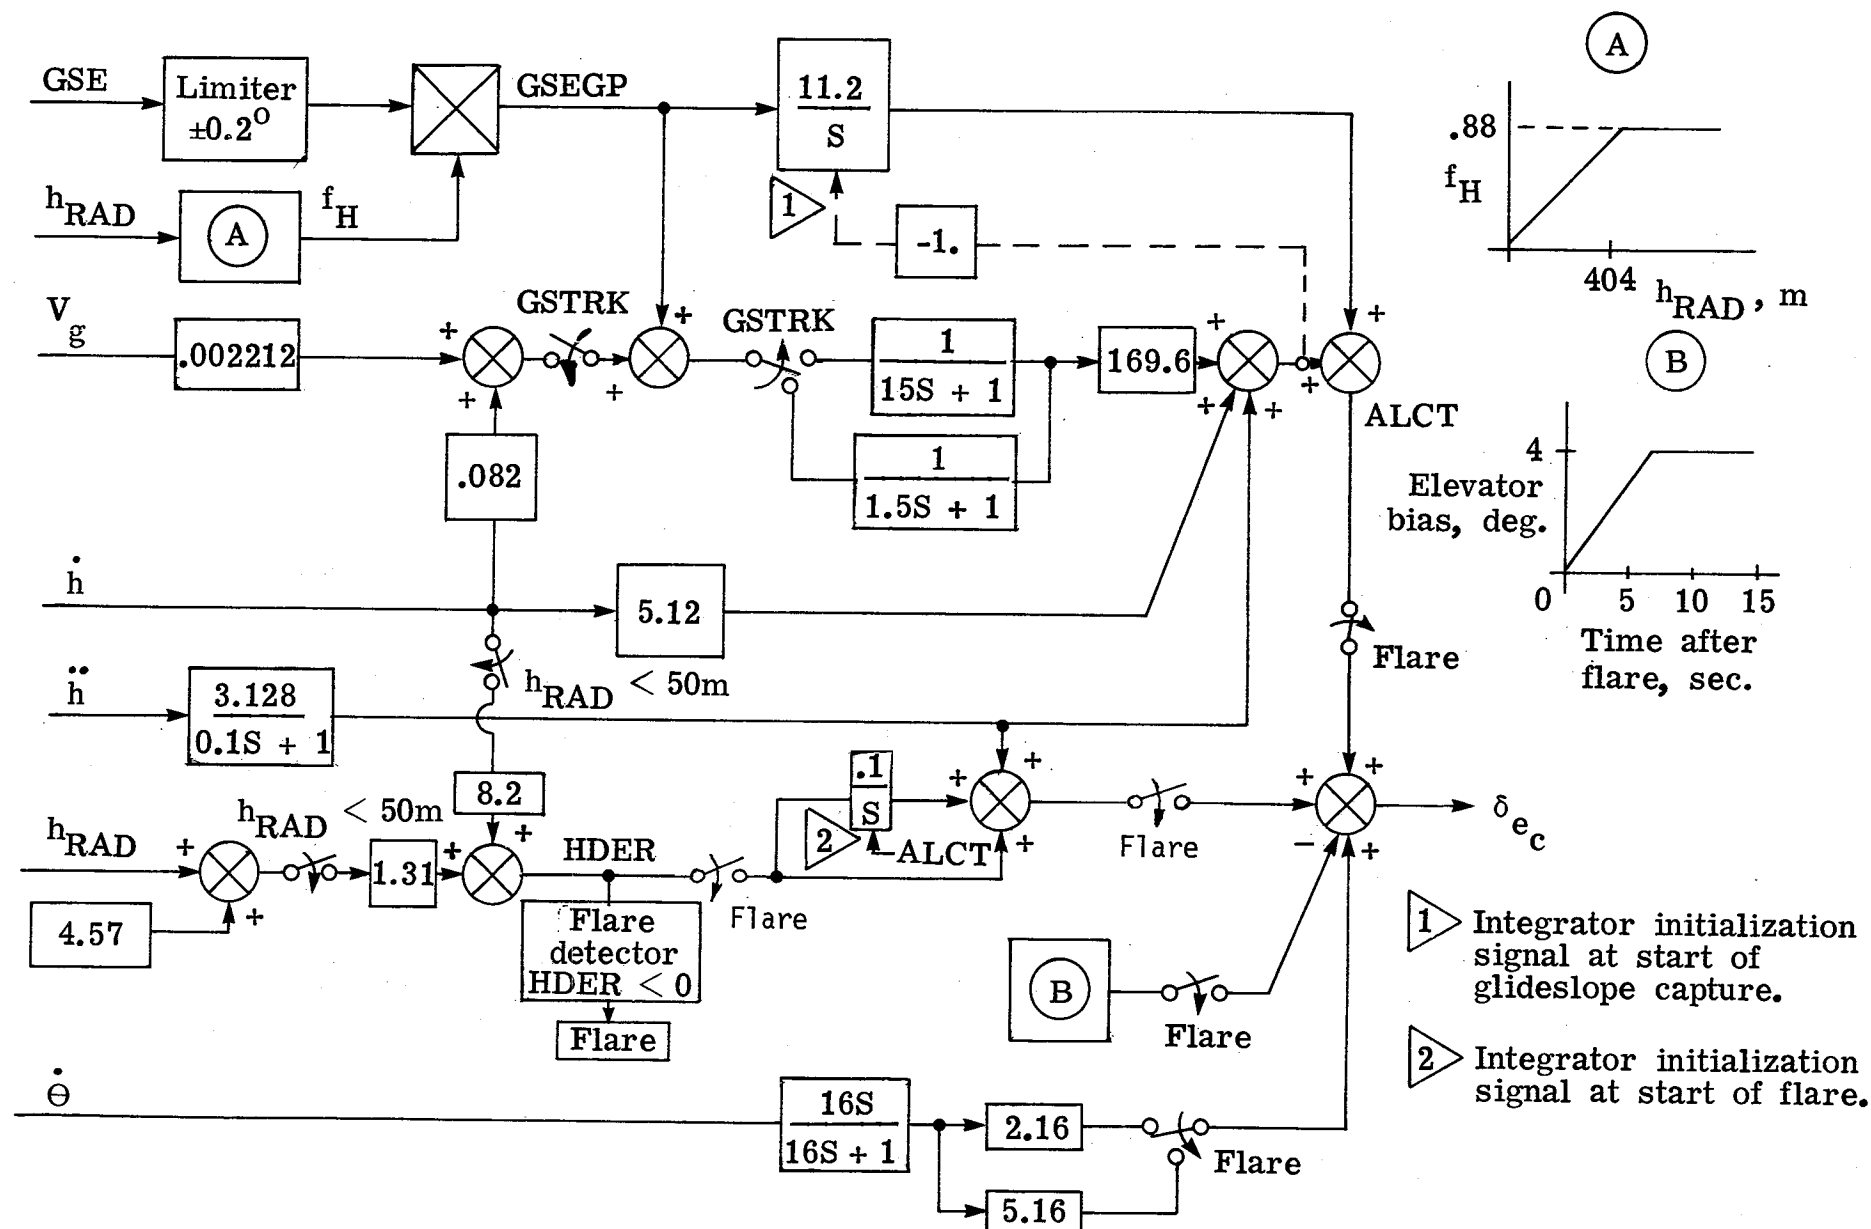 GSE
Limiter
±0.2°
GSEGP
11.2
S
A
.88
f_H
404
h_RAD, m
h_RAD
A
f_H
1
-1.
V_g
.002212
+
+
GSTRK
+
+
GSTRK
1
15S + 1
1
1.5S + 1
169.6
+
+
+
+
+
ALCT
B
4
Elevator
bias, deg.
0 5 10 15
Time after
flare, sec.
.082
ḣ
5.12
Flare
h_RAD < 50m
ḧ
3.128
0.1S + 1
8.2
h_RAD
+
+
4.57
h_RAD < 50m
1.31
+
+
HDER
Flare
Flare
detector
HDER < 0
Flare
.1
S
2
-ALCT
+
+
+
Flare
+
+
-
+
δ_e_c
B
Flare
1 Integrator initialization
signal at start of
glideslope capture.
2 Integrator initialization
signal at start of flare.
Θ̇
16S
16S + 1
2.16
5.16
Flare